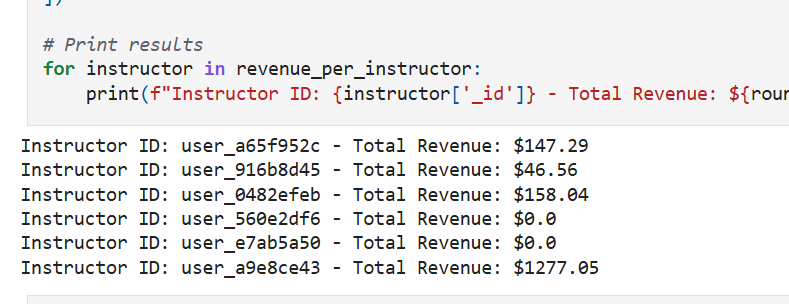 ])
# Print results
for instructor in revenue_per_instructor:
    print(f"Instructor ID: {instructor['_id']} - Total Revenue: ${roun
Instructor ID: user_a65f952c - Total Revenue: $147.29
Instructor ID: user_916b8d45 - Total Revenue: $46.56
Instructor ID: user_0482efeb - Total Revenue: $158.04
Instructor ID: user_560e2df6 - Total Revenue: $0.0
Instructor ID: user_e7ab5a50 - Total Revenue: $0.0
Instructor ID: user_a9e8ce43 - Total Revenue: $1277.05